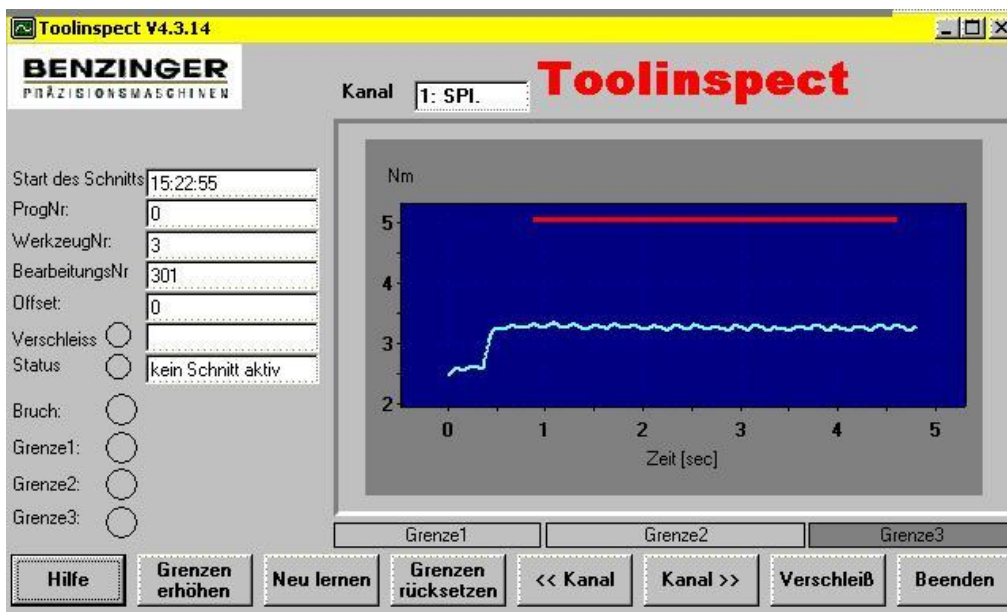 Toolinspect V4.3.14
BENZINGER
PRÄZISIONSMASCHINEN
Kanal 1: SPI.
Toolinspect
Start des Schnitts 15:22:55
ProgNr: 0
WerkzeugNr: 3
BearbeitungsNr 301
Offset: 0
Verschleiss
Status kein Schnitt aktiv
Bruch:
Grenze1:
Grenze2:
Grenze3:
Nm
5
4
3
2
0 1 2 3 4 5
Zeit [sec]
Grenze1 Grenze2 Grenze3
Hilfe
Grenzen erhöhen
Neu lernen
Grenzen rücksetzen
<< Kanal
Kanal >>
Verschleiß
Beenden